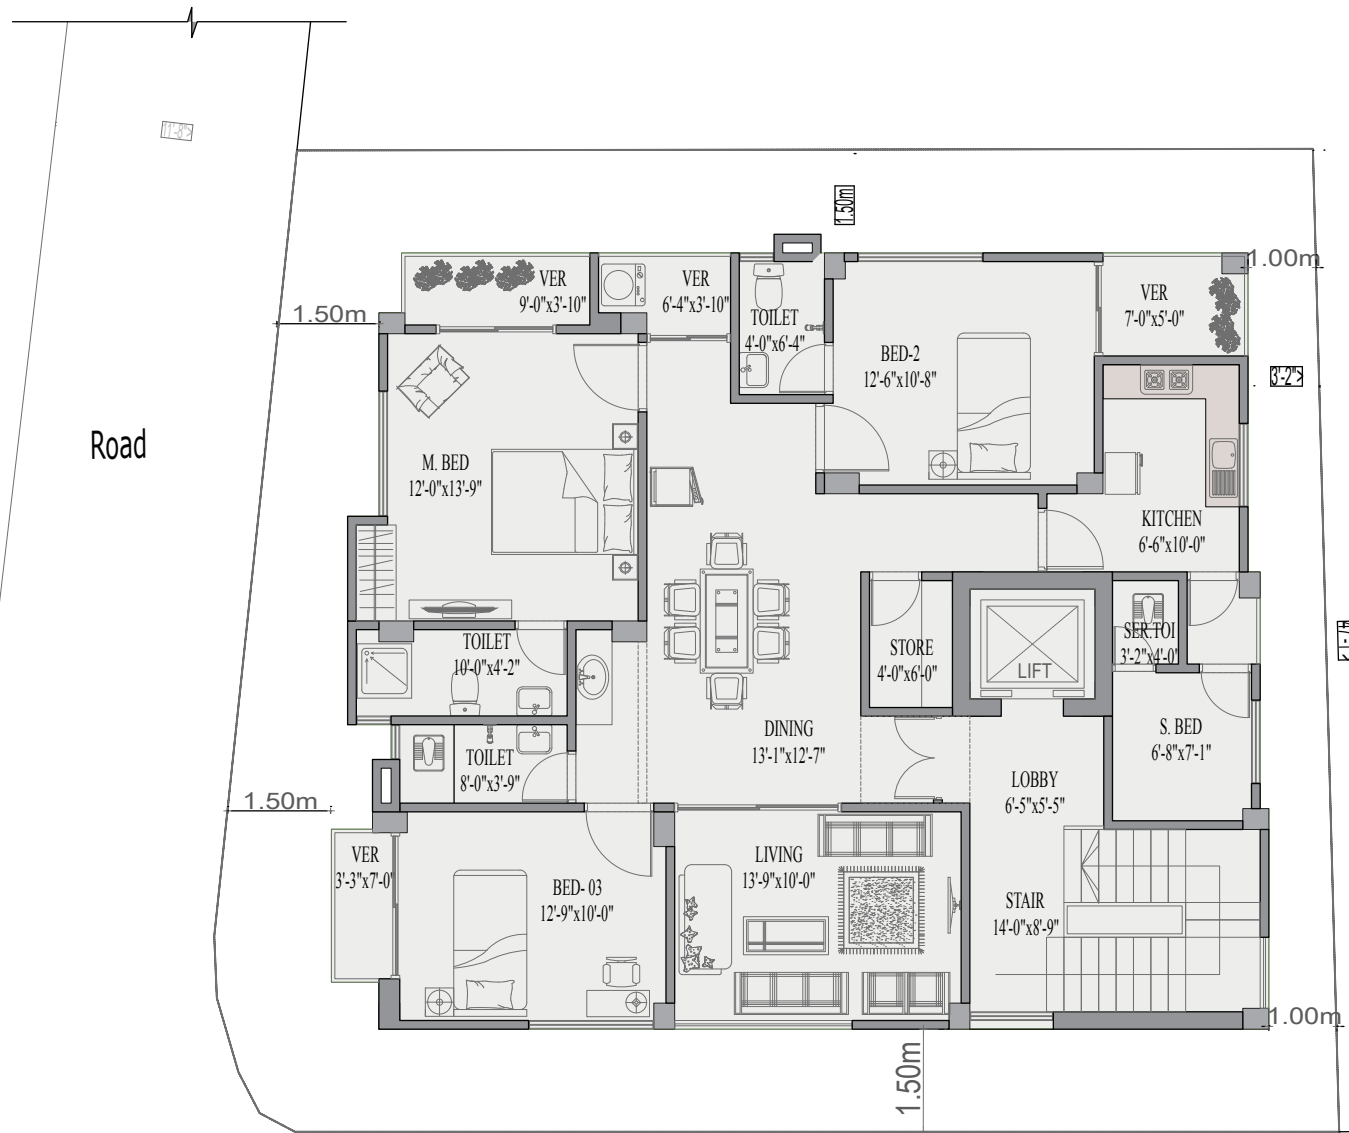 11'-8">
1.50m
VER
9'-0"x3'-10"
VER
6'-4"x3'-10"
TOILET
4'-0"x6'-4"
VER
7'-0"x5'-0"
1.00m
1.50m
BED-2
12'-6"x10'-8"
3'-2">
Road
M. BED
12'-0"x13'-9"
KITCHEN
6'-6"x10'-0"
TOILET
10'-0"x4'-2"
STORE
4'-0"x6'-0"
LIFT
SER.TOI
3'-2"x4'-0"
DINING
13'-1"x12'-7"
S. BED
6'-8"x7'-1"
TOILET
8'-0"x3'-9"
LOBBY
6'-5"x5'-5"
1.50m
VER
3'-3"x7'-0"
BED- 03
12'-9"x10'-0"
LIVING
13'-9"x10'-0"
STAIR
14'-0"x8'-9"
1.00m
1.50m